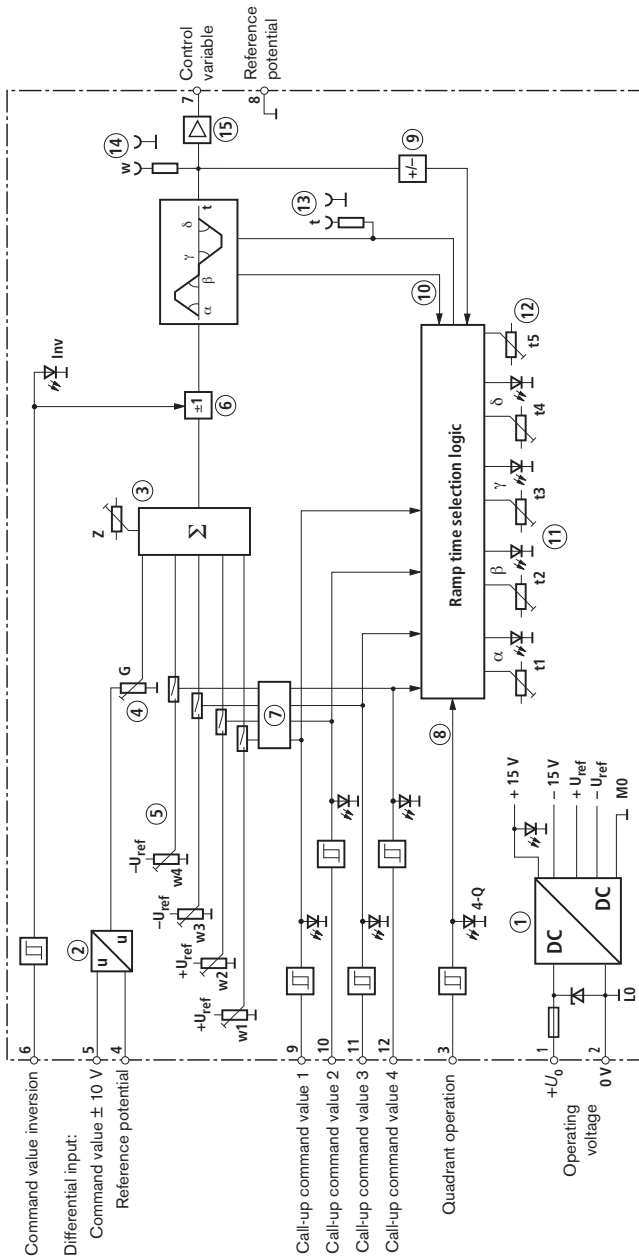 Command value inversion
6
Inv
Differential input:
Command value ± 10 V
5
Reference potential
4
u
u
②
G
④
Z
③
Σ
±1
⑥
α
β
γ
δ
t
w
⑭
⑮
7
Control
variable
8
Reference
potential
–Uref
w4
⑤
–Uref
w3
+Uref
w2
+Uref
w1
⑦
t
⑬
+/–
⑨
⑩
Call-up command value 1
9
Call-up command value 2
10
Call-up command value 3
11
Call-up command value 4
12
Quadrant operation
3
4-Q
⑧
Ramp time selection logic
t1
α
t2
β
⑪
t3
γ
t4
δ
t5
⑫
+U0
1
0 V
2
Operating
voltage
L0
DC
DC
①
+ 15 V
– 15 V
+ Uref
– Uref
M0